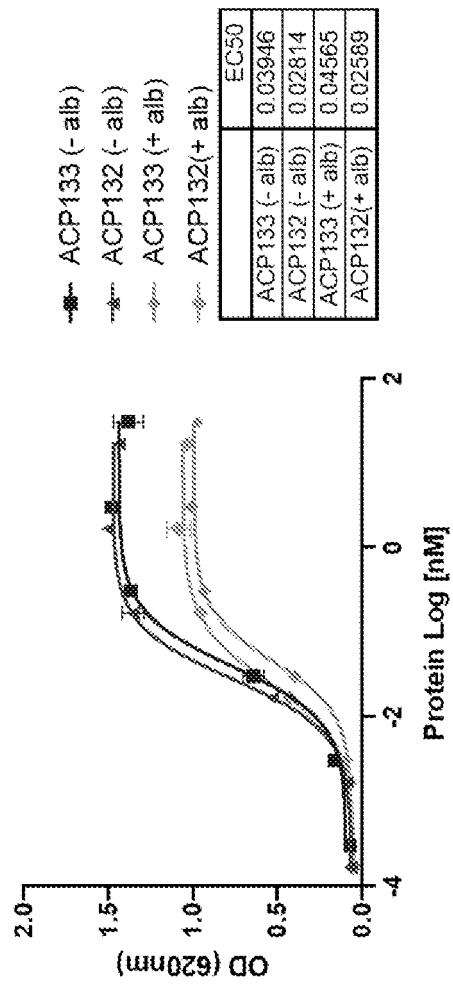 2.0
1.5
1.0
0.5
0.0
OD (620nm)
-4
-2
0
2
Protein Log [nM]
ACP133 (- alb)
ACP132 (- alb)
ACP133 (+ alb)
ACP132(+ alb)
EC50
ACP133 (- alb) 0.03946
ACP132 (- alb) 0.02814
ACP133 (+ alb) 0.04565
ACP132(+ alb) 0.02589